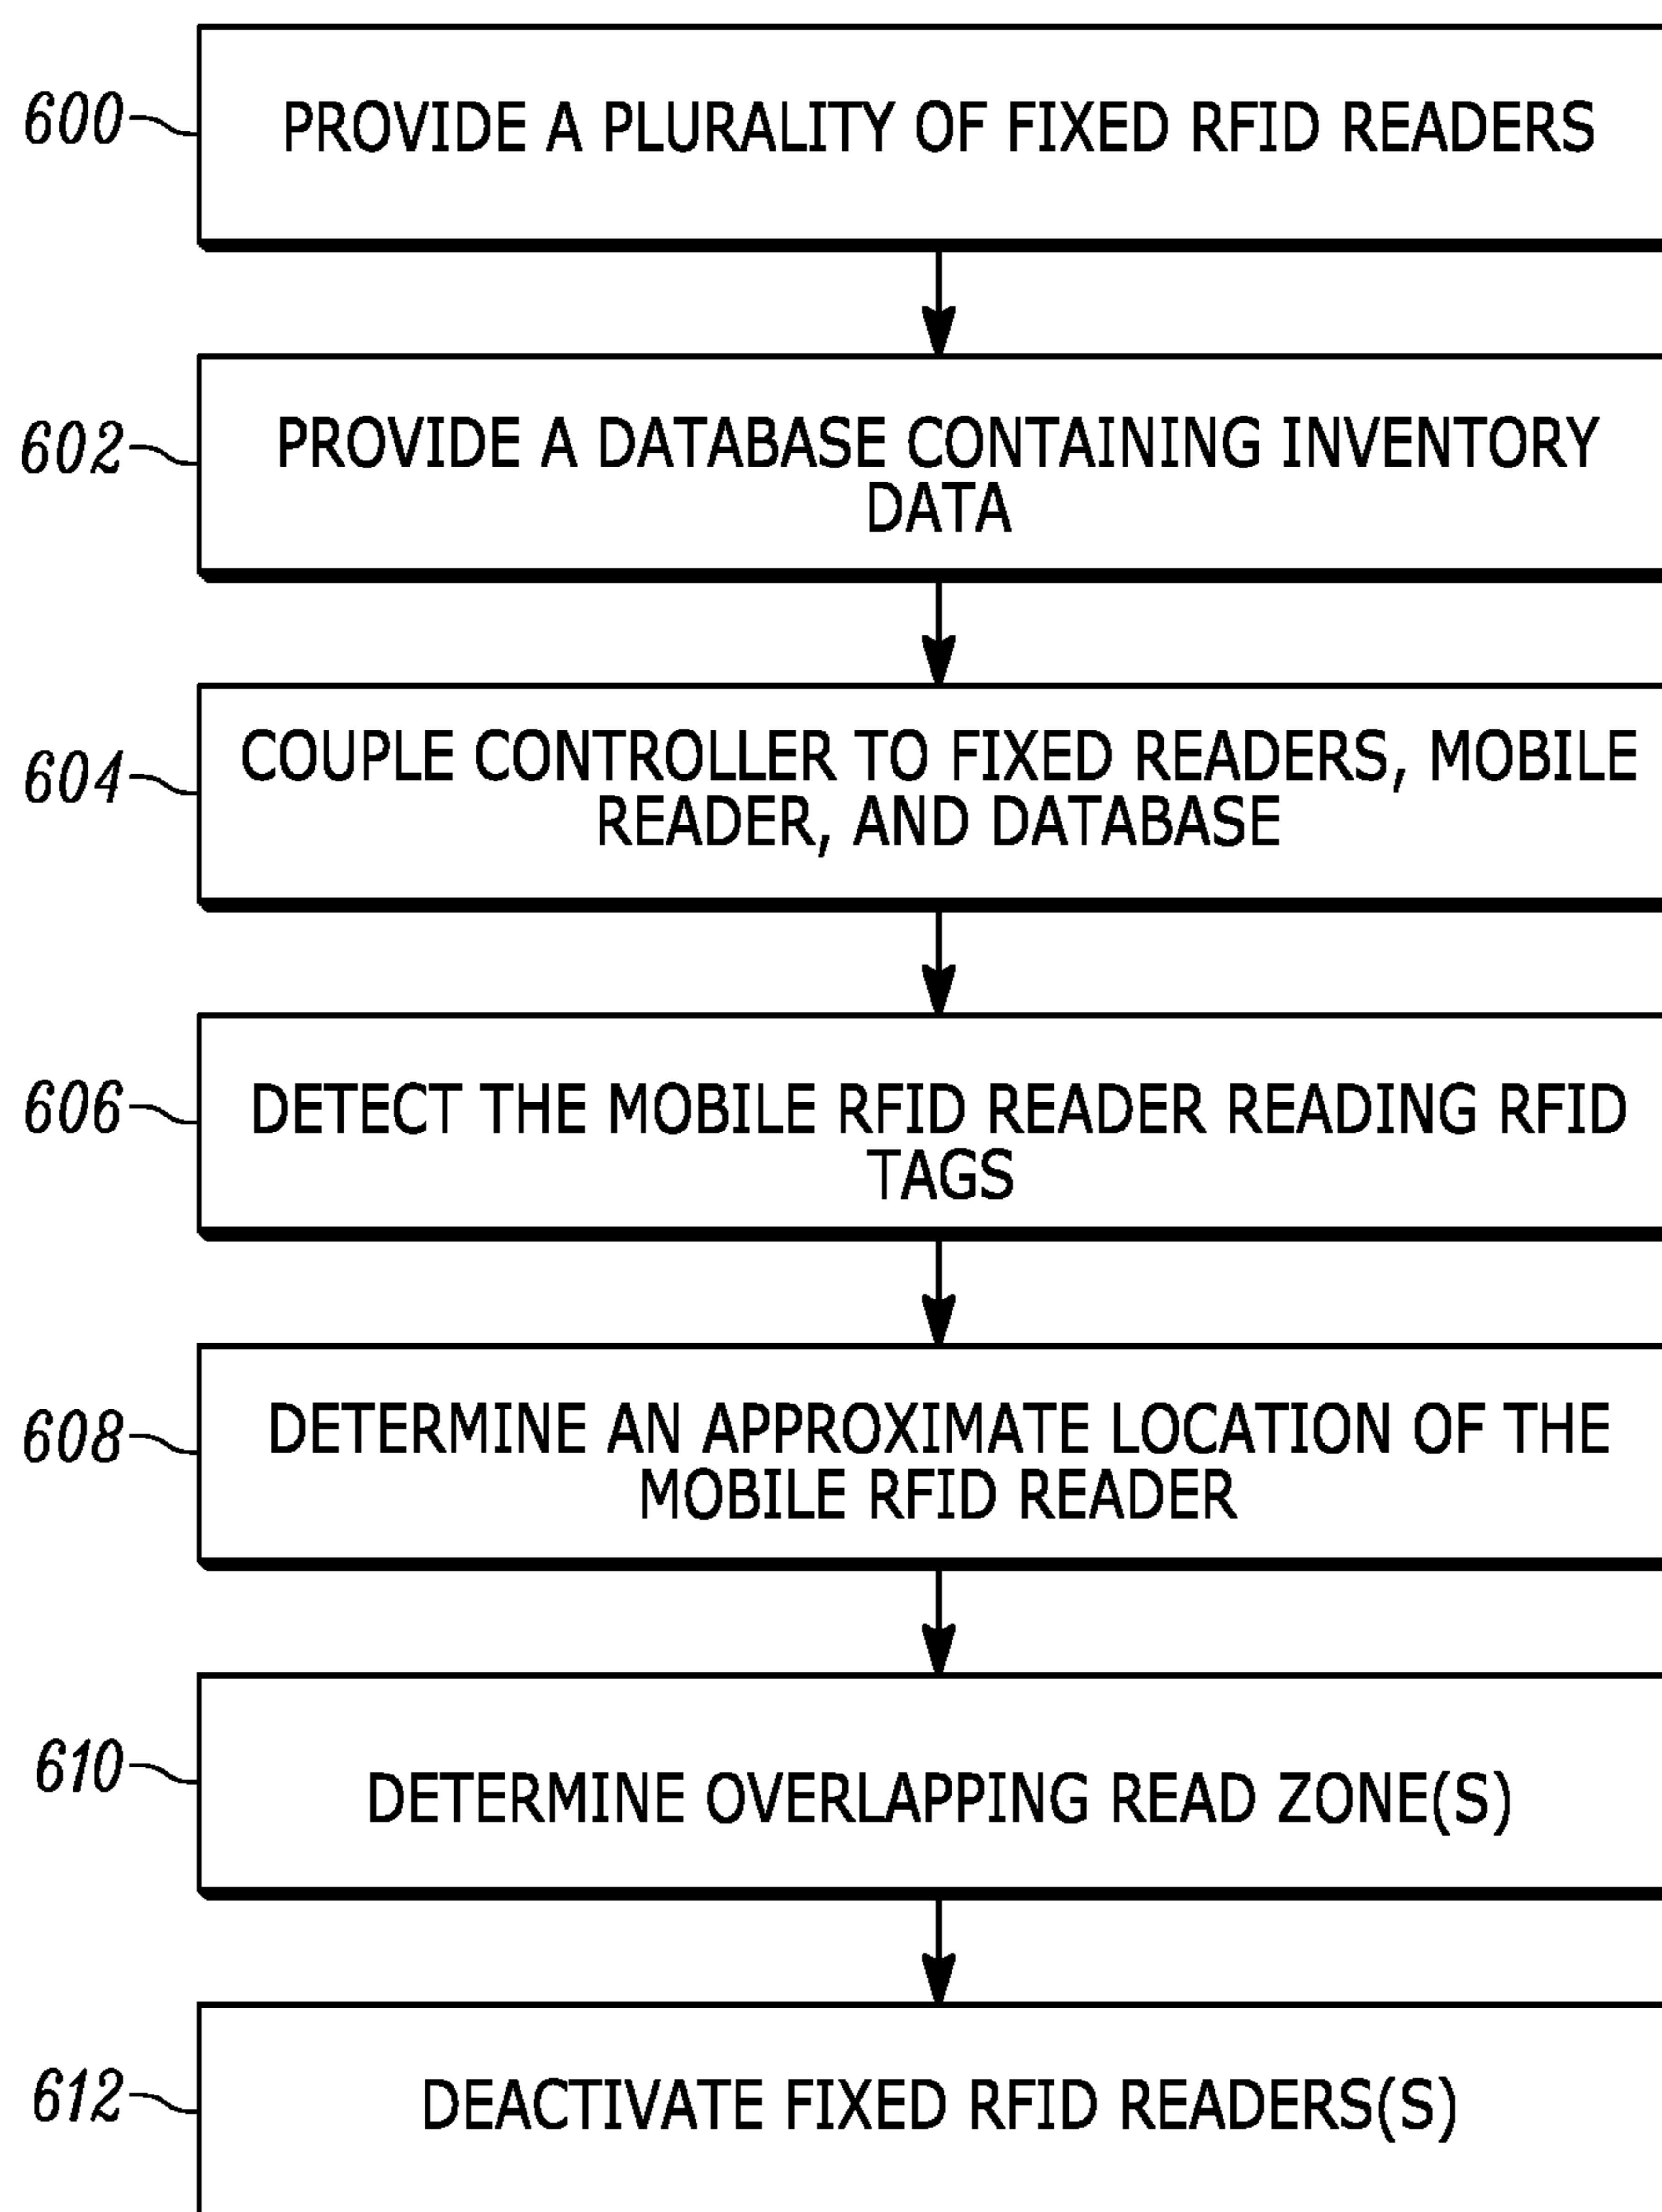 600
PROVIDE A PLURALITY OF FIXED RFID READERS
602
PROVIDE A DATABASE CONTAINING INVENTORY
DATA
604
COUPLE CONTROLLER TO FIXED READERS, MOBILE
READER, AND DATABASE
606
DETECT THE MOBILE RFID READER READING RFID
TAGS
608
DETERMINE AN APPROXIMATE LOCATION OF THE
MOBILE RFID READER
610
DETERMINE OVERLAPPING READ ZONE(S)
612
DEACTIVATE FIXED RFID READERS(S)